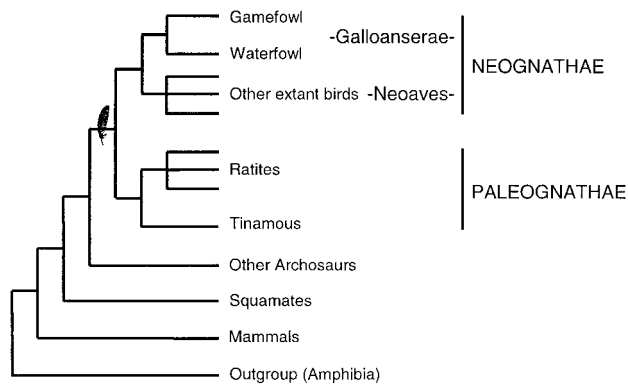 Gamefowl
-Galloanserae-
Waterfowl
NEOGNATHAE
Other extant birds -Neoaves-
Ratites
PALEOGNATHAE
Tinamous
Other Archosaurs
Squamates
Mammals
Outgroup (Amphibia)